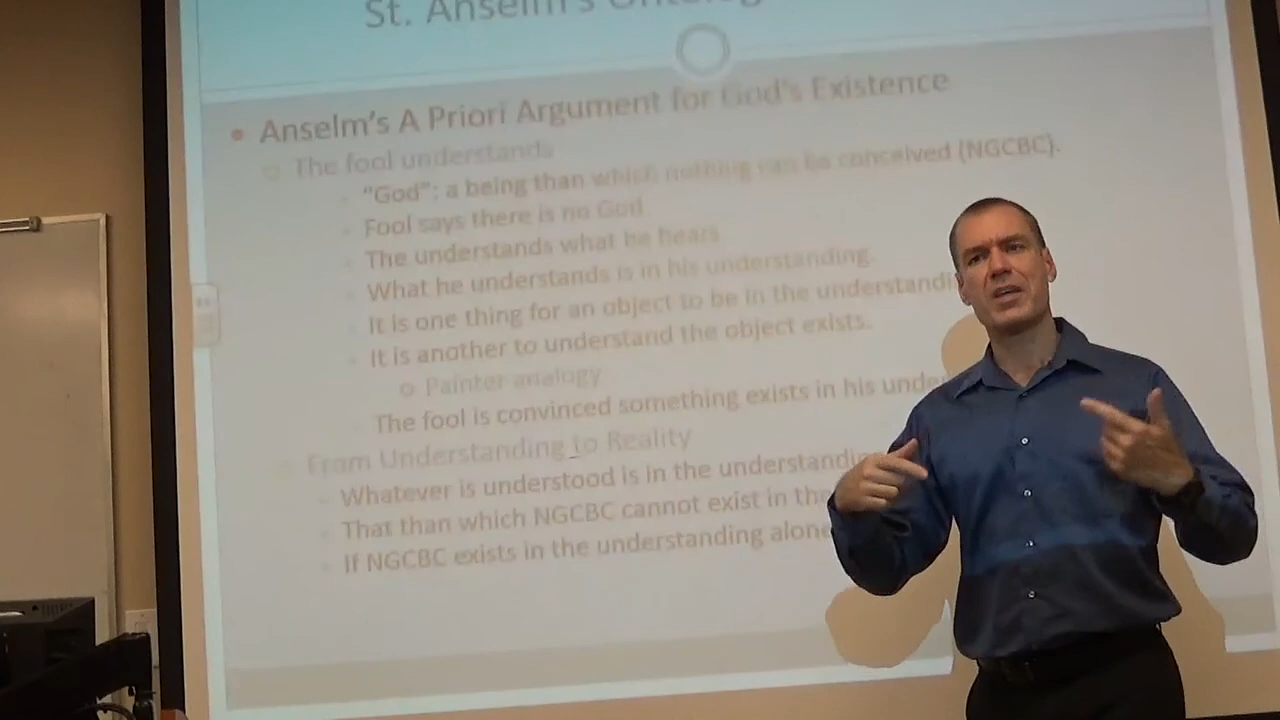 St. Anselm's Ontolog
Anselm's A Priori Argument for God's Existence
The fool understands
"God": a being than which nothing can be conceived (NGCBC).
Fool says there is no God.
The understands what he hears.
What he understands is in his understanding.
It is one thing for an object to be in the understandi
It is another to understand the object exists.
Painter analogy
The fool is convinced something exists in his unde
From Understanding to Reality
Whatever is understood is in the understandin
That than which NGCBC cannot exist in the
If NGCBC exists in the understanding alone